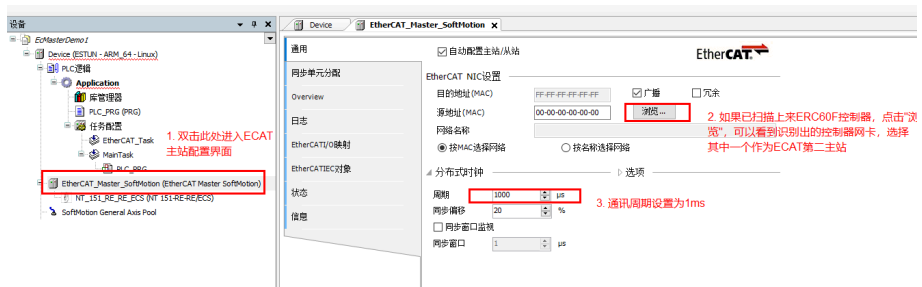 设备
Device
EtherCAT_Master_SoftMotion
EcMasterDemo1
Device (ESTUN - ARM_64 - Linux)
PLC逻辑
Application
库管理器
PLC_PRG (PRG)
任务配置
EtherCAT_Task
MainTask
PLC_PRG
EtherCAT_Master_SoftMotion (EtherCAT Master SoftMotion)
NT_151_RE_RE_ECS (NT 151-RE-RE/ECS)
SoftMotion General Axis Pool
1. 双击此处进入ECAT
主站配置界面
通用
同步单元分配
Overview
日志
EtherCATI/O映射
EtherCATIEC对象
状态
信息
自动配置主站/从站
EtherCAT
EtherCAT NIC设置
目的地址(MAC)
FF-FF-FF-FF-FF-FF
广播
冗余
源地址(MAC)
00-00-00-00-00-00
浏览...
网络名称
按MAC选择网络
按名称选择网络
2. 如果已扫描上来ERC60F控制器，点击"浏
览"，可以看到识别出的控制器网卡，选择
其中一个作为ECAT第二主站
分布式时钟
选项
周期
1000
µs
3. 通讯周期设置为1ms
同步偏移
20
%
同步窗口监视
同步窗口
1
µs